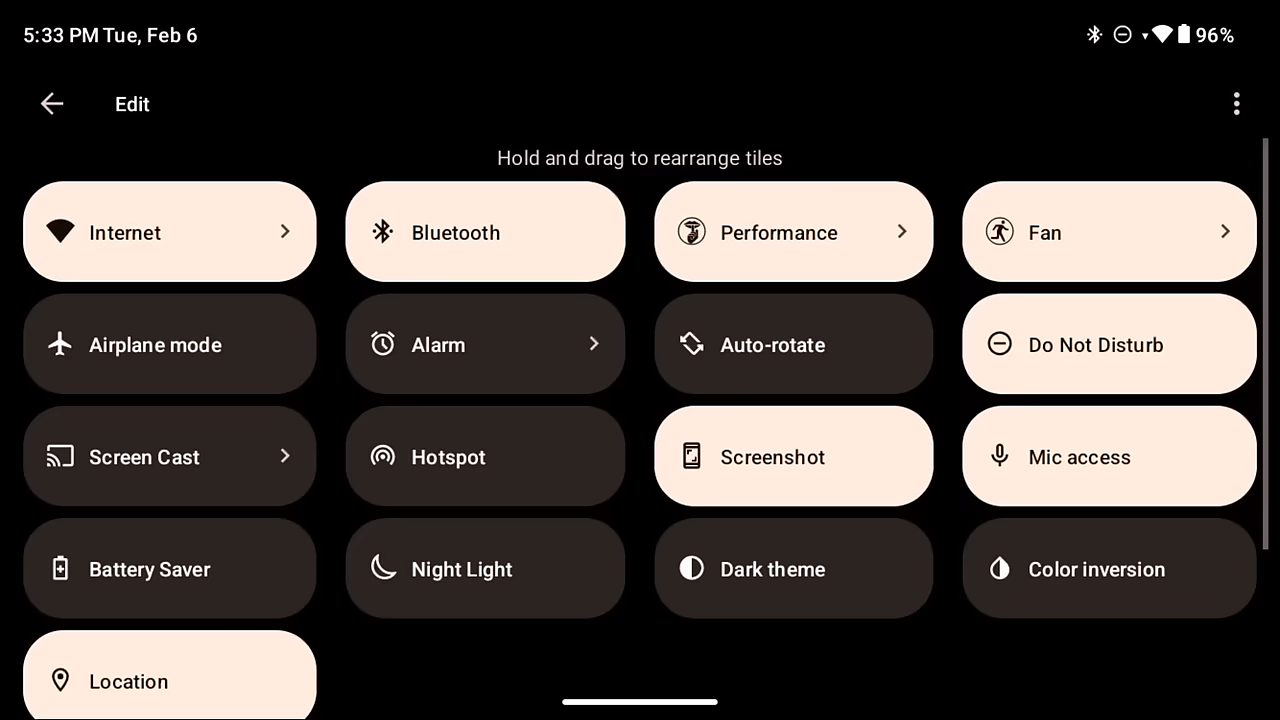 5:33 PM Tue, Feb 6 96%
Edit
Hold and drag to rearrange tiles
Internet Bluetooth Performance Fan
Airplane mode Alarm Auto-rotate Do Not Disturb
Screen Cast Hotspot Screenshot Mic access
Battery Saver Night Light Dark theme Color inversion
Location